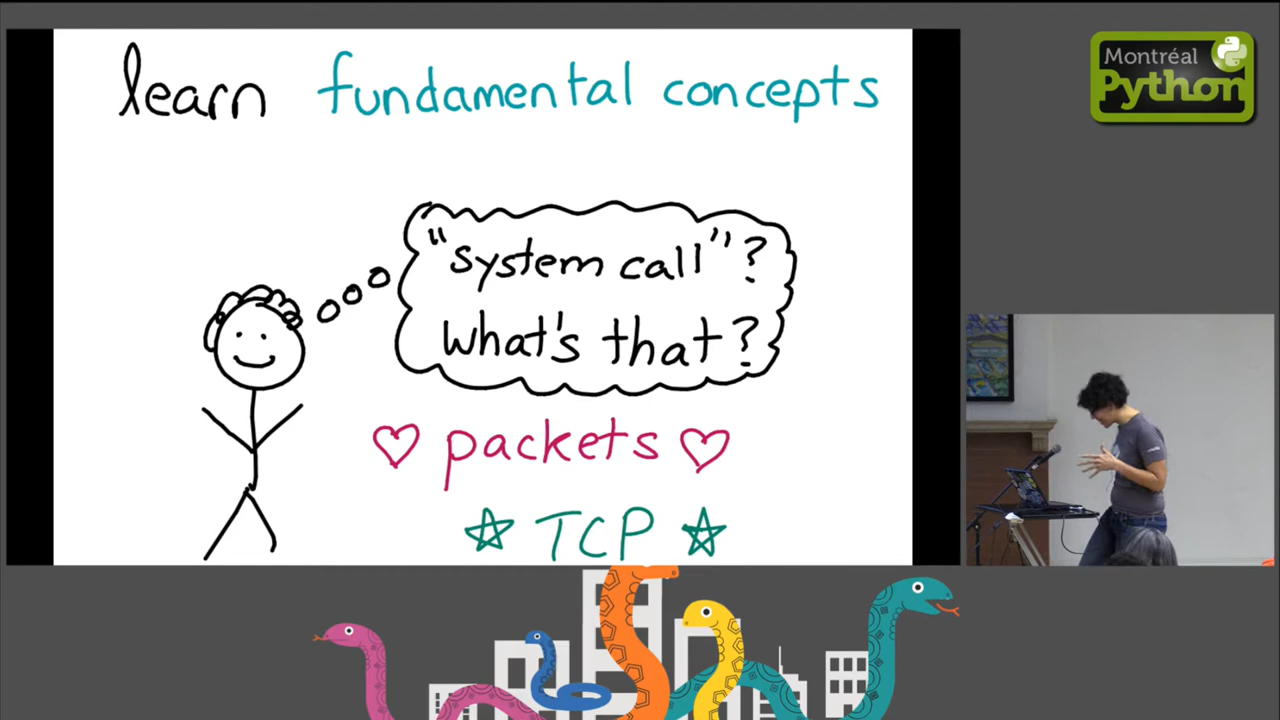 learn fundamental concepts
"system call"?
what's that?
♡ packets ♡
☆ TCP ☆
Montréal
Python